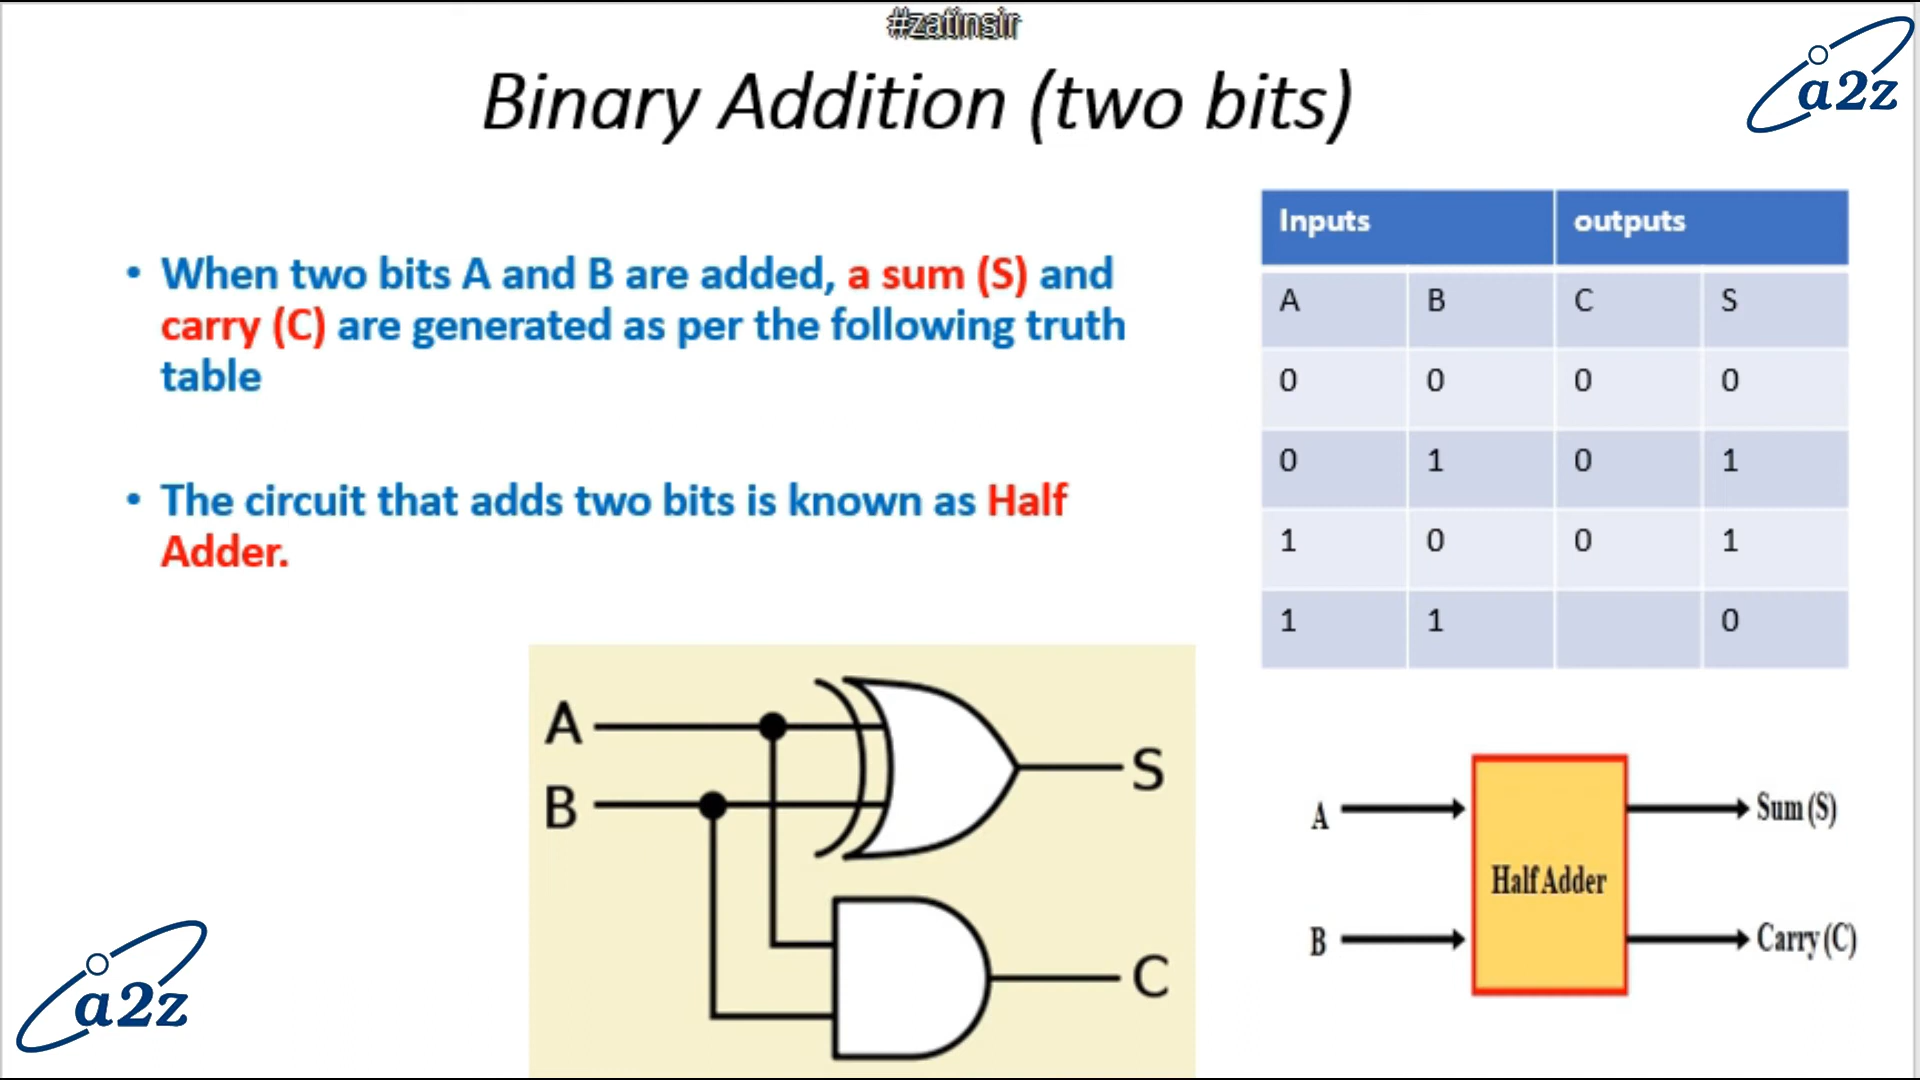 #zatinsir
Binary Addition (two bits)
a2z
• When two bits A and B are added, a sum (S) and
carry (C) are generated as per the following truth
table
• The circuit that adds two bits is known as Half
Adder.
Inputs outputs
A B C S
0 0 0 0
0 1 0 1
1 0 0 1
1 1 0
A
B
S
C
A
B
Half Adder
Sum (S)
Carry (C)
a2z